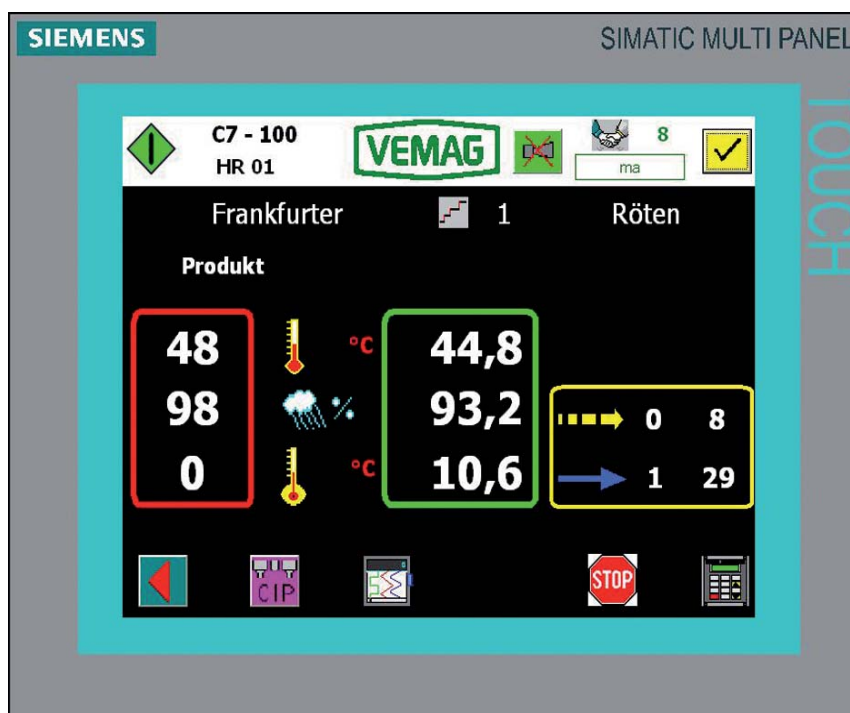 SIEMENS
SIMATIC MULTI PANEL
TOUCH
C7 - 100
HR 01
VEMAG
8
ma
Frankfurter
1
Röten
Produkt
48
°C
44,8
98
%
93,2
0
8
0
°C
10,6
1
29
CIP
STOP